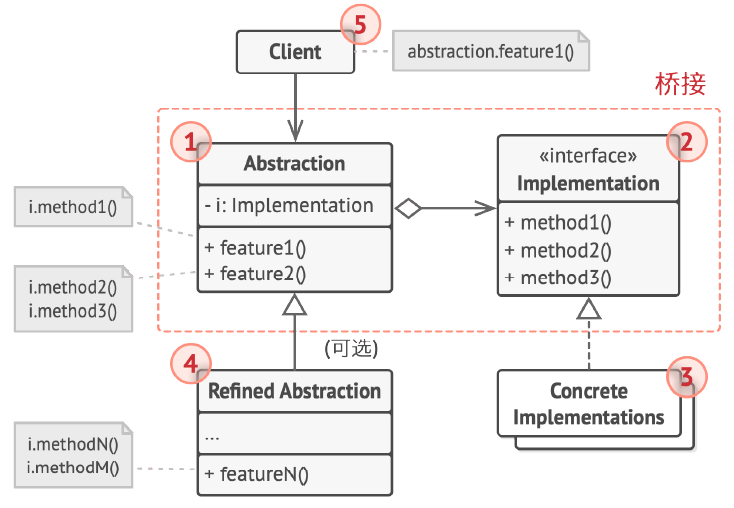 5
Client
abstraction.feature1()
桥接
1
Abstraction
- i: Implementation
+ feature1()
+ feature2()
2
«interface»
Implementation
+ method1()
+ method2()
+ method3()
i.method1()
i.method2()
i.method3()
(可选)
4
Refined Abstraction
...
+ featureN()
3
Concrete
Implementations
i.methodN()
i.methodM()